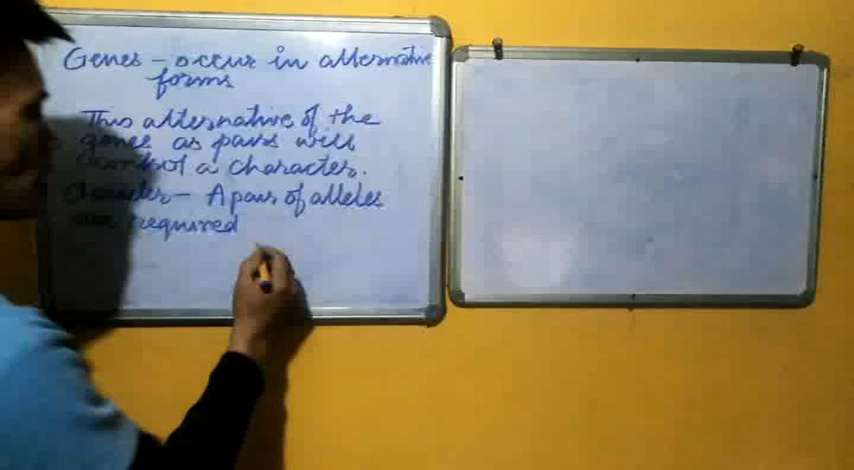 Genes - occur in alternative
forms
This alternative of the
genes as pairs will
control a character.
Character - A pair of alleles
are required